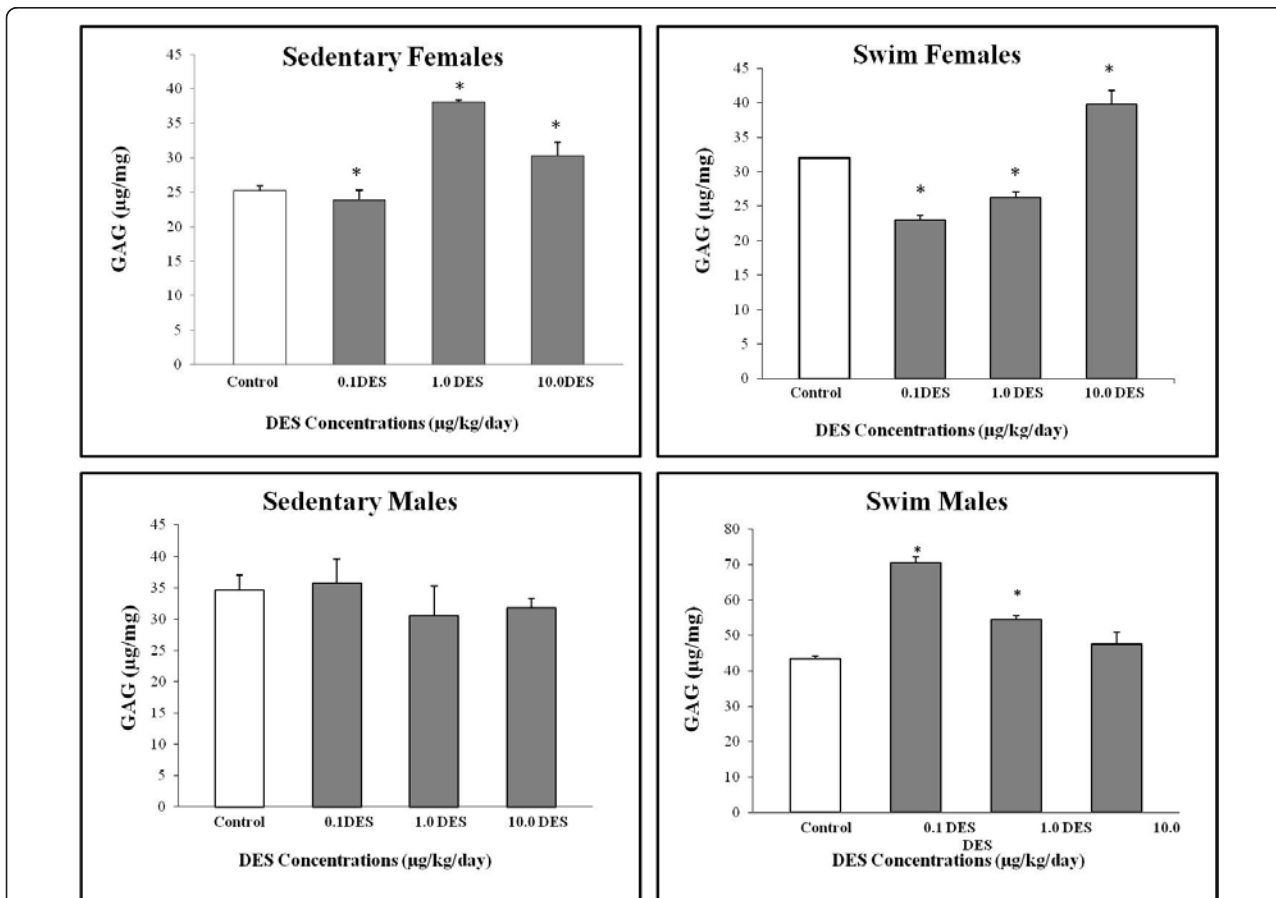 Sedentary Females
45
40
35
30
25
20
15
10
5
0
GAG (µg/mg)
*
*
*
Control 0.1DES 1.0 DES 10.0DES
DES Concentrations (µg/kg/day)
Swim Females
45
40
35
30
25
20
15
10
5
0
GAG (µg/mg)
*
*
*
Control 0.1DES 1.0 DES 10.0 DES
DES Concentrations (µg/kg/day)
Sedentary Males
45
40
35
30
25
20
15
10
5
0
GAG (µg/mg)
Control 0.1DES 1.0 DES 10.0 DES
DES Concentrations (µg/kg/day)
Swim Males
80
70
60
50
40
30
20
10
0
GAG (µg/mg)
*
*
Control 0.1 DES 1.0 DES 10.0
DES
DES Concentrations (µg/kg/day)